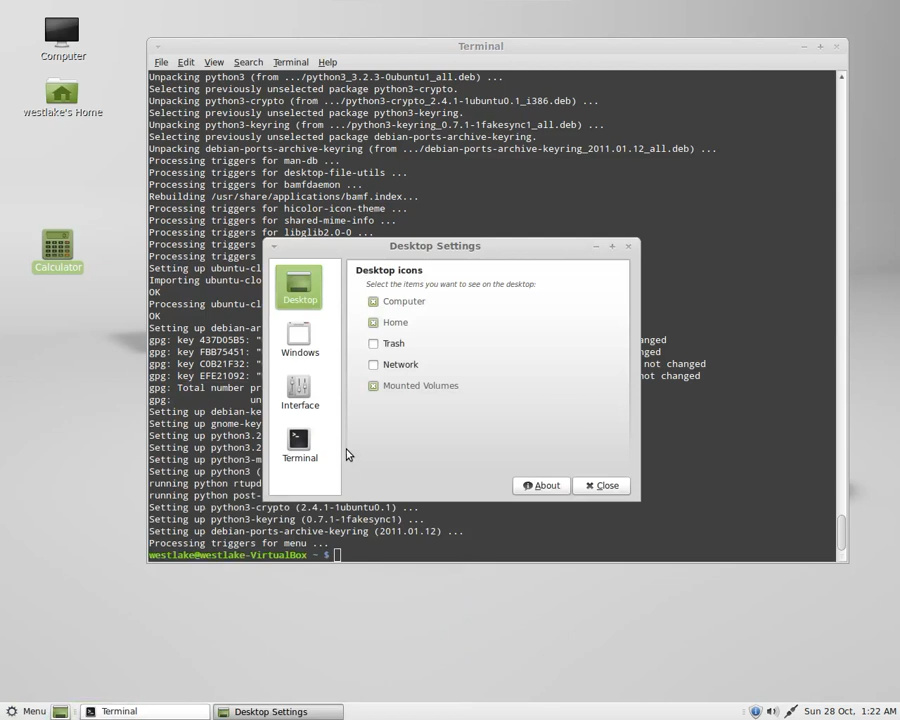 Computer
westlake's Home
Calculator
Terminal
File Edit View Search Terminal Help
Unpacking python3 (from .../python3_3.2.3-0ubuntu1_all.deb) ...
Selecting previously unselected package python3-crypto.
Unpacking python3-crypto (from .../python3-crypto_2.4.1-1ubuntu0.1_i386.deb) ...
Selecting previously unselected package python3-keyring.
Unpacking python3-keyring (from .../python3-keyring_0.7.1-1fakesync1_all.deb) ...
Selecting previously unselected package debian-ports-archive-keyring.
Unpacking debian-ports-archive-keyring (from .../debian-ports-archive-keyring_2011.01.12_all.deb) ...
Processing triggers for man-db ...
Processing triggers for desktop-file-utils ...
Processing triggers for bamfdaemon ...
Rebuilding /usr/share/applications/bamf.index...
Processing triggers for hicolor-icon-theme ...
Processing triggers for shared-mime-info ...
Processing triggers for libglib2.0-0 ...
Processing triggers
Setting up ubuntu-clo
Importing ubuntu-clo
OK
Processing ubuntu-clo
OK
Setting up debian-ar
gpg: key 437D05B5: " anged
gpg: key FBB75451: " nged
gpg: key C0B21F32: " not changed
gpg: key EFE21092: " not changed
gpg: Total number pr
gpg: un
Setting up debian-ke
Setting up gnome-key
Setting up python3.2
Setting up python3.2
Setting up python3-m
Setting up python3 (
running python rtupd
running python post-
Setting up python3-crypto (2.4.1-1ubuntu0.1) ...
Setting up python3-keyring (0.7.1-1fakesync1) ...
Setting up debian-ports-archive-keyring (2011.01.12) ...
Processing triggers for menu ...
westlake@westlake-VirtualBox ~ $
Desktop Settings
Desktop
Windows
Interface
Terminal
Desktop icons
Select the items you want to see on the desktop:
Computer
Home
Trash
Network
Mounted Volumes
About Close
Menu Terminal Desktop Settings Sun 28 Oct, 1:22 AM